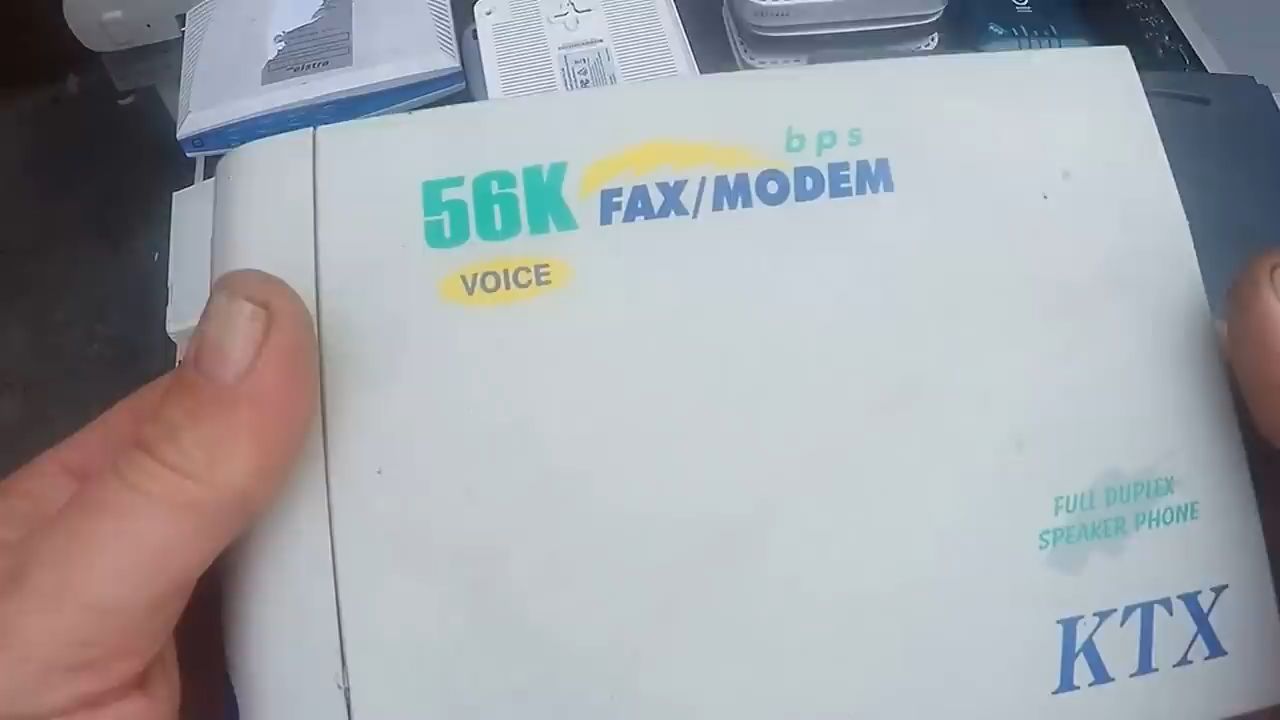 bps
56K FAX/MODEM
VOICE
FULL DUPLEX
SPEAKER PHONE
KTX